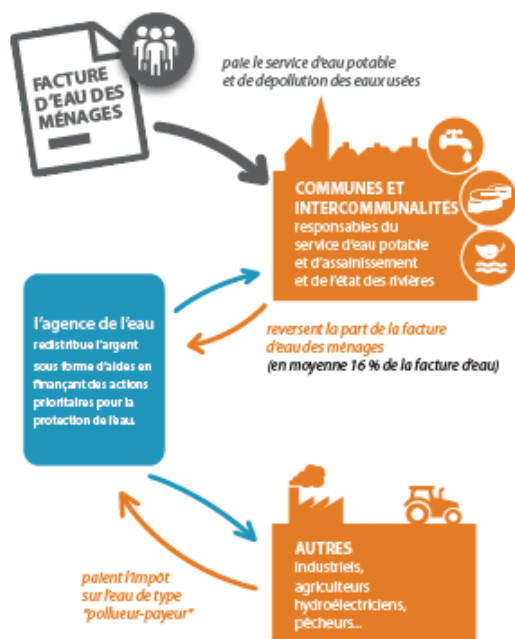 FACTURE
D'EAU DES
MÉNAGES
paie le service d'eau potable
et de dépollution des eaux usées
COMMUNES ET
INTERCOMMUNALITÉS
responsables du
service d'eau potable
et d'assainissement
et de l'état des rivières
l'agence de l'eau
redistribue l'argent
sous forme d'aides en
finançant des actions
prioritaires pour la
protection de l'eau.
reversent la part de la facture
d'eau des ménages
(en moyenne 16 % de la facture d'eau)
AUTRES
industriels,
agriculteurs
hydroélectriciens,
pêcheurs...
paient l'impôt
sur l'eau de type
"pollueur-payeur"